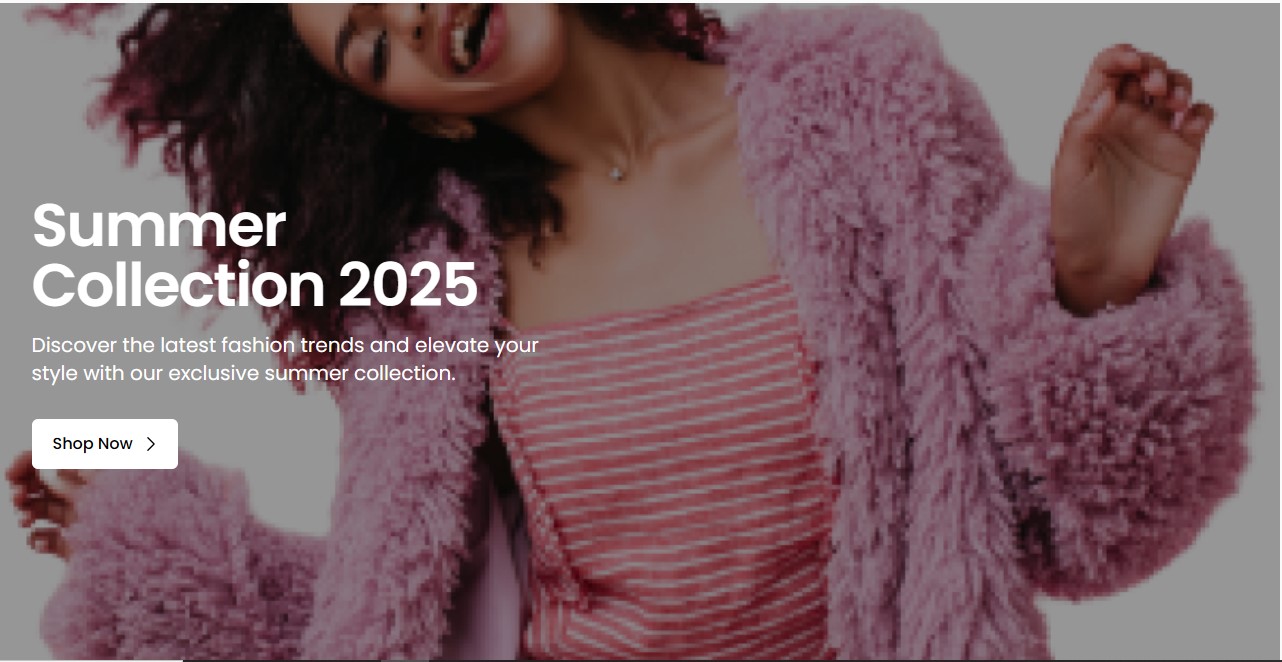 Summer
Collection 2025
Discover the latest fashion trends and elevate your
style with our exclusive summer collection.
Shop Now